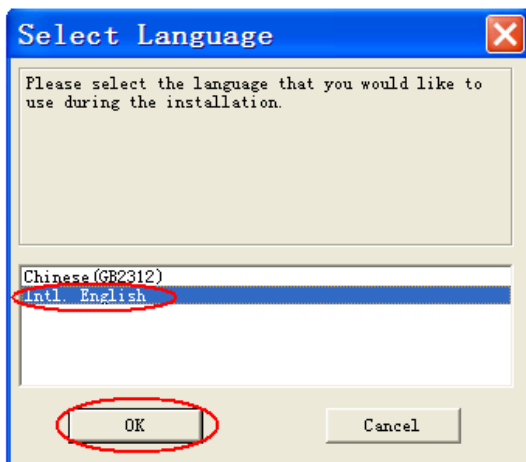 Select Language
Please select the language that you would like to
use during the installation.
Chinese(GB2312)
Intl. English
OK
Cancel